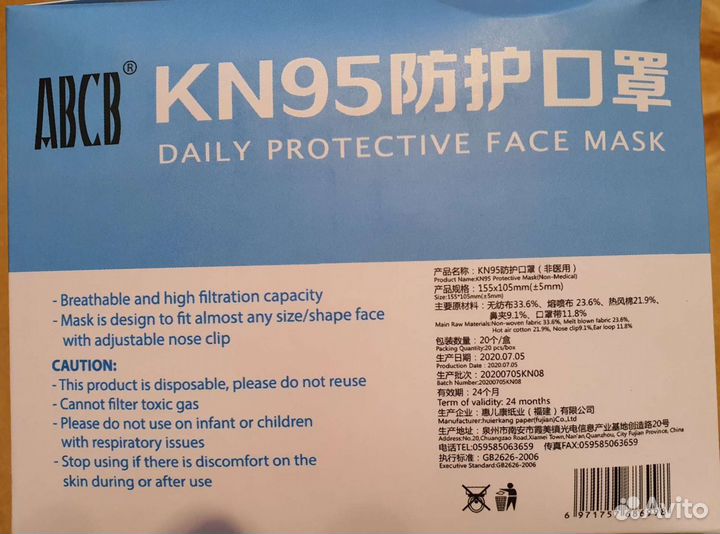 ABCB® KN95防护口罩
DAILY PROTECTIVE FACE MASK
- Breathable and high filtration capacity
- Mask is design to fit almost any size/shape face
with adjustable nose clip
CAUTION:
- This product is disposable, please do not reuse
- Cannot filter toxic gas
- Please do not use on infant or children
with respiratory issues
- Stop using if there is discomfort on the
skin during or after use
产品名称：KN95防护口罩（非医用）
Product Name:KN95 Protective Mask(Non-Medical)
产品规格：155x105mm(±5mm)
Size:155*105mm(±5mm)
主要原材料：无纺布33.6%、熔喷布 23.6%、热风棉21.9%、
鼻夹9.1%、口罩带11.8%
Main Raw Materials:Non-woven fabric 33.6%, Melt blown fabric 23.6%,
Hot air cotton 21.9%, Nose clip9.1%,Ear loop 11.8%
包装数量：20个/盒
Packing Quantity:20 pcs/box
生产日期：2020.07.05
Production Date：2020.07.05
生产批次：20200705KN08
Batch Number:20200705KN08
有效期：24个月
Term of validity: 24 months
生产企业：惠儿康纸业（福建）有限公司
Manufacturer:huierkang paper(fujian)Co.,Ltd
生产地址：泉州市南安市霞美镇光电信息产业基地创造路20号
Address:No.20,Chuangzao Road,Xiamei Town,Nan'an,Quanzhou, City Fujian Province, China
电话TEL:059585063659 传真FAX:059585063659
执行标准：GB2626-2006
Executive Standard:GB2626-2006
Avito